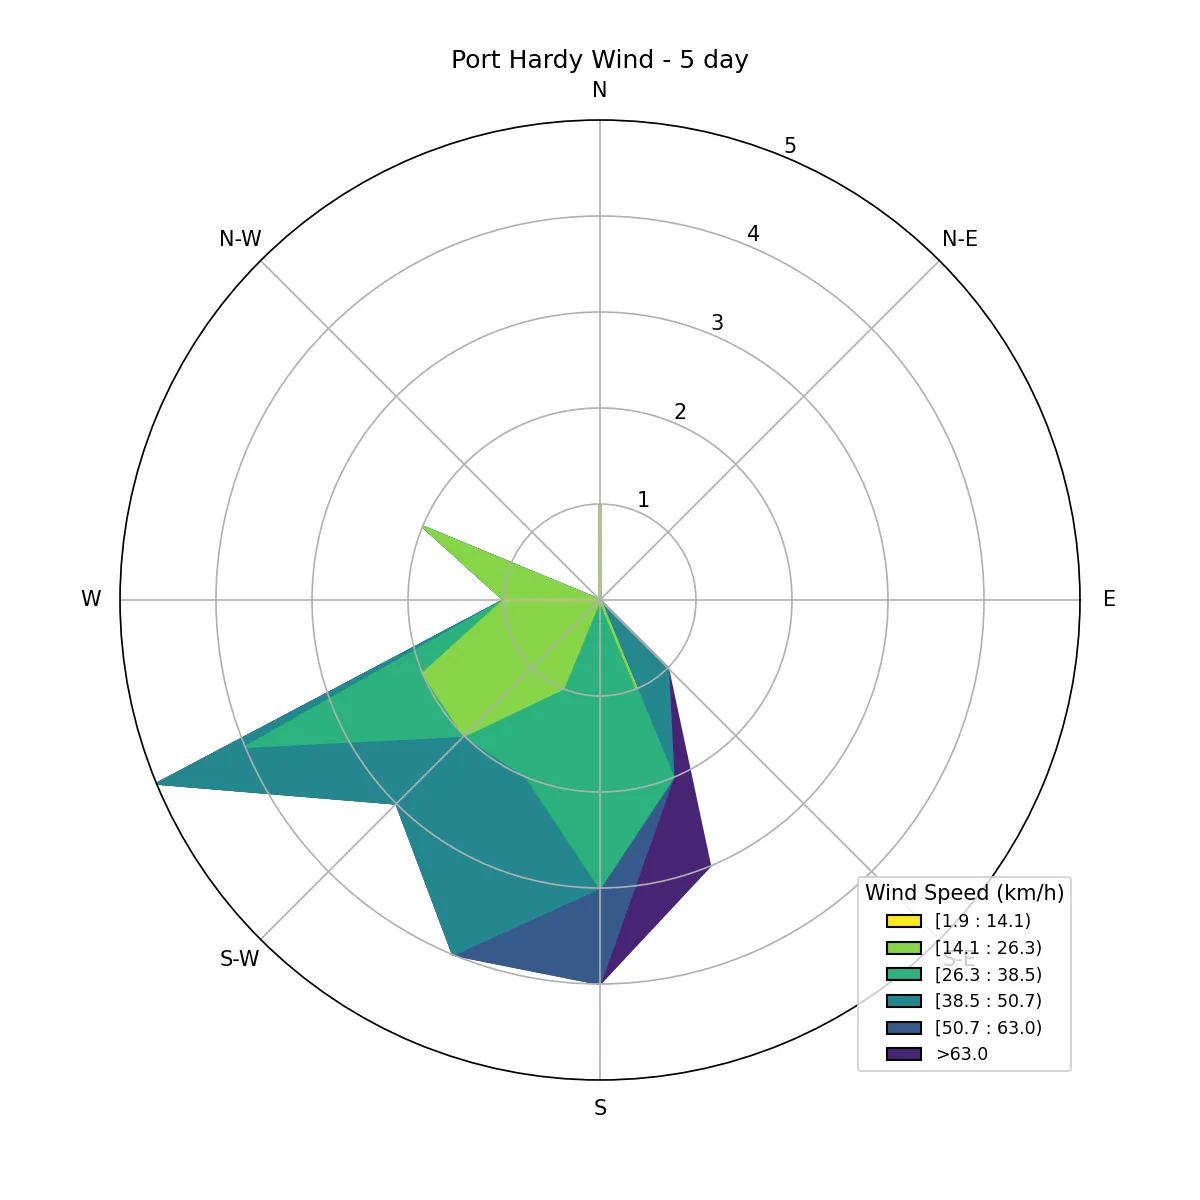 Port Hardy Wind - 5 day
N
5
N-W
4
N-E
3
2
1
W
E
Wind Speed (km/h)
[1.9 : 14.1)
[14.1 : 26.3)
S-W
S-E
[26.3 : 38.5)
[38.5 : 50.7)
[50.7 : 63.0)
>63.0
S